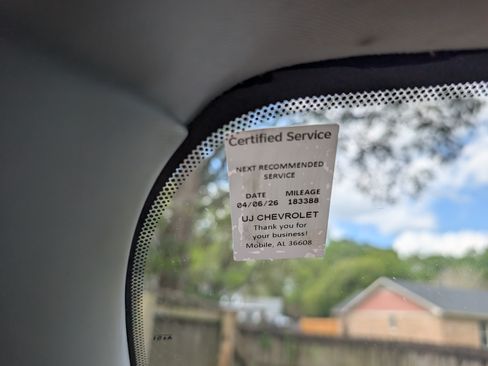 Certified Service
NEXT RECOMMENDED
SERVICE
DATE MILEAGE
04/06/26 183388
UJ CHEVROLET
Thank you for
your business!
Mobile, AL 36608